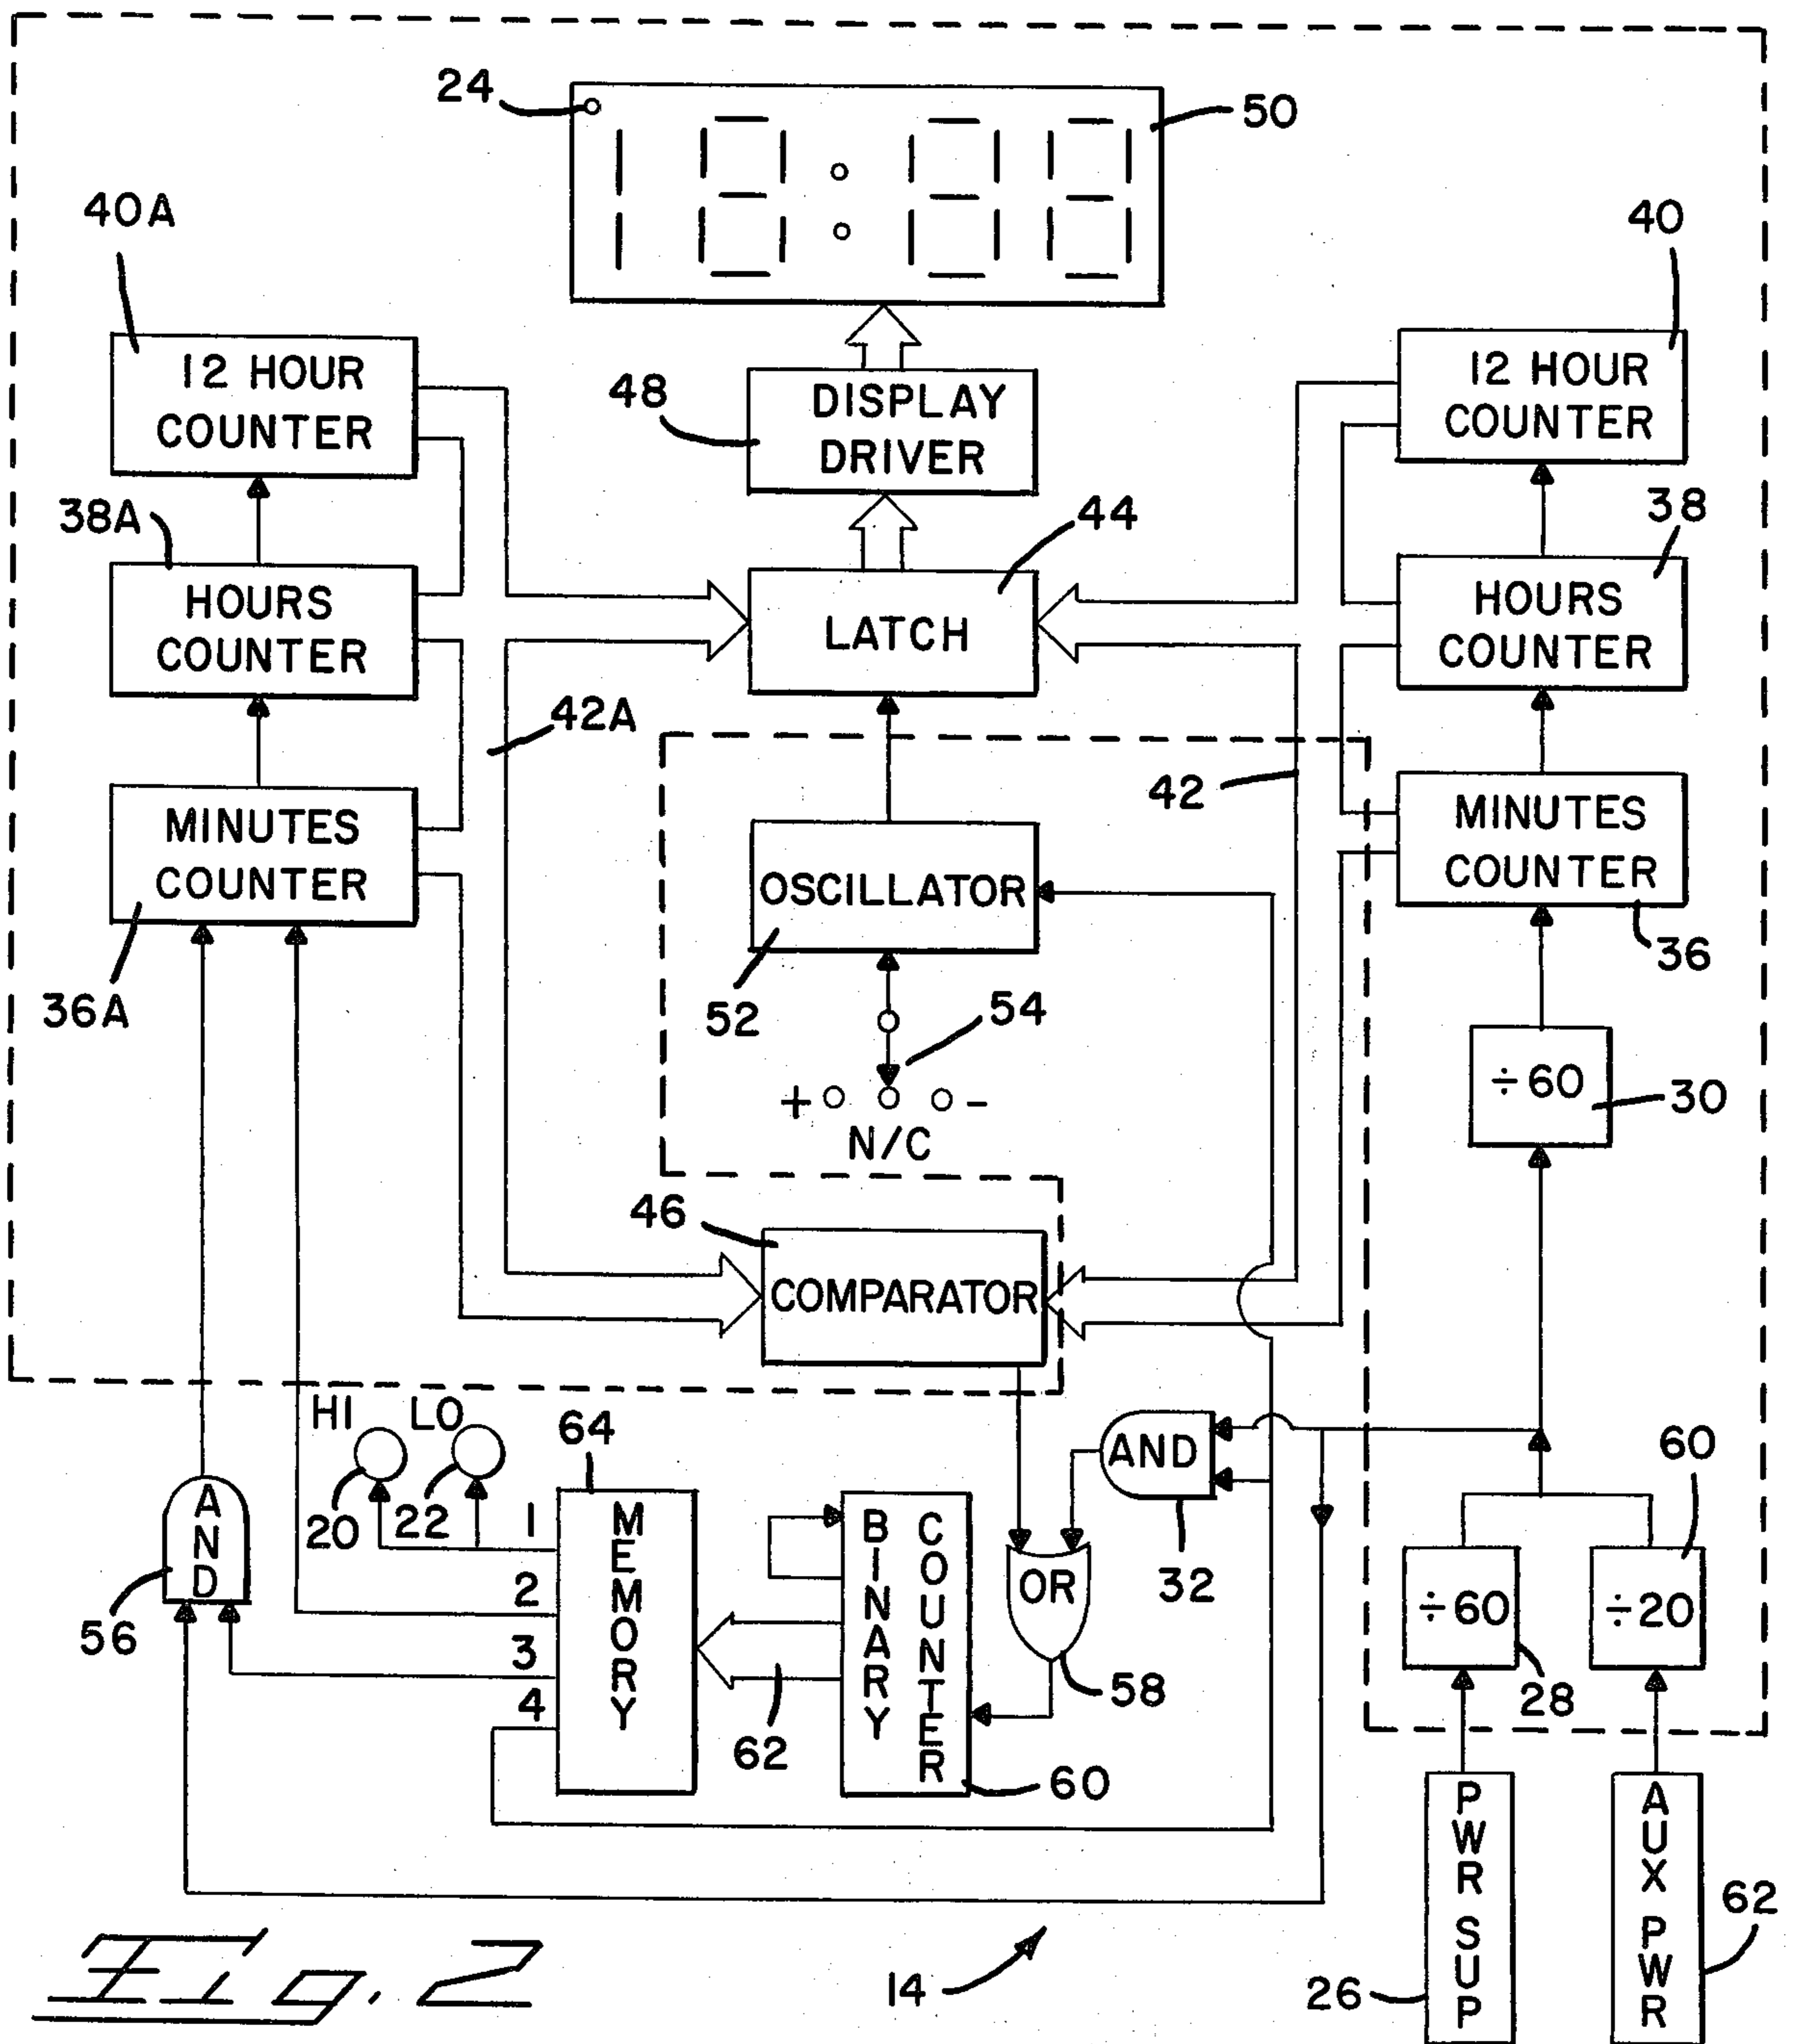 24
50
1 8:88
40A
40
12 HOUR
COUNTER
48
DISPLAY
DRIVER
12 HOUR
COUNTER
38A
44
38
HOURS
COUNTER
LATCH
HOURS
COUNTER
42A
42
MINUTES
COUNTER
OSCILLATOR
MINUTES
COUNTER
36A
52
54
36
+ -
N/C
÷60
30
46
COMPARATOR
HI
LO
64
AND
60
20
22
1
2
3
4
MEMORY
BINARY
COUNTER
OR
32
AND
56
62
60
58
÷60
÷20
28
PWR SUP
AUX PWR
26
62
14
Fig. 2